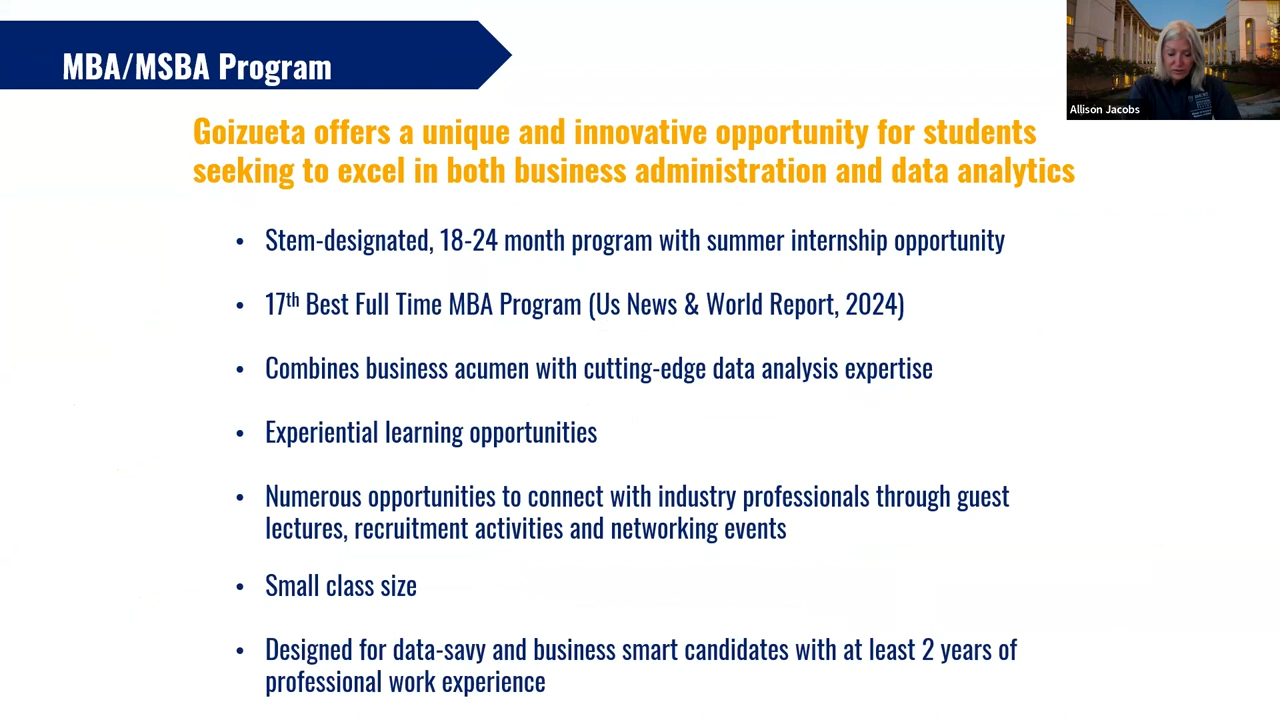 MBA/MSBA Program
Allison Jacobs
Goizueta offers a unique and innovative opportunity for students
seeking to excel in both business administration and data analytics
• Stem-designated, 18-24 month program with summer internship opportunity
• 17th Best Full Time MBA Program (Us News & World Report, 2024)
• Combines business acumen with cutting-edge data analysis expertise
• Experiential learning opportunities
• Numerous opportunities to connect with industry professionals through guest
lectures, recruitment activities and networking events
• Small class size
• Designed for data-savy and business smart candidates with at least 2 years of
professional work experience